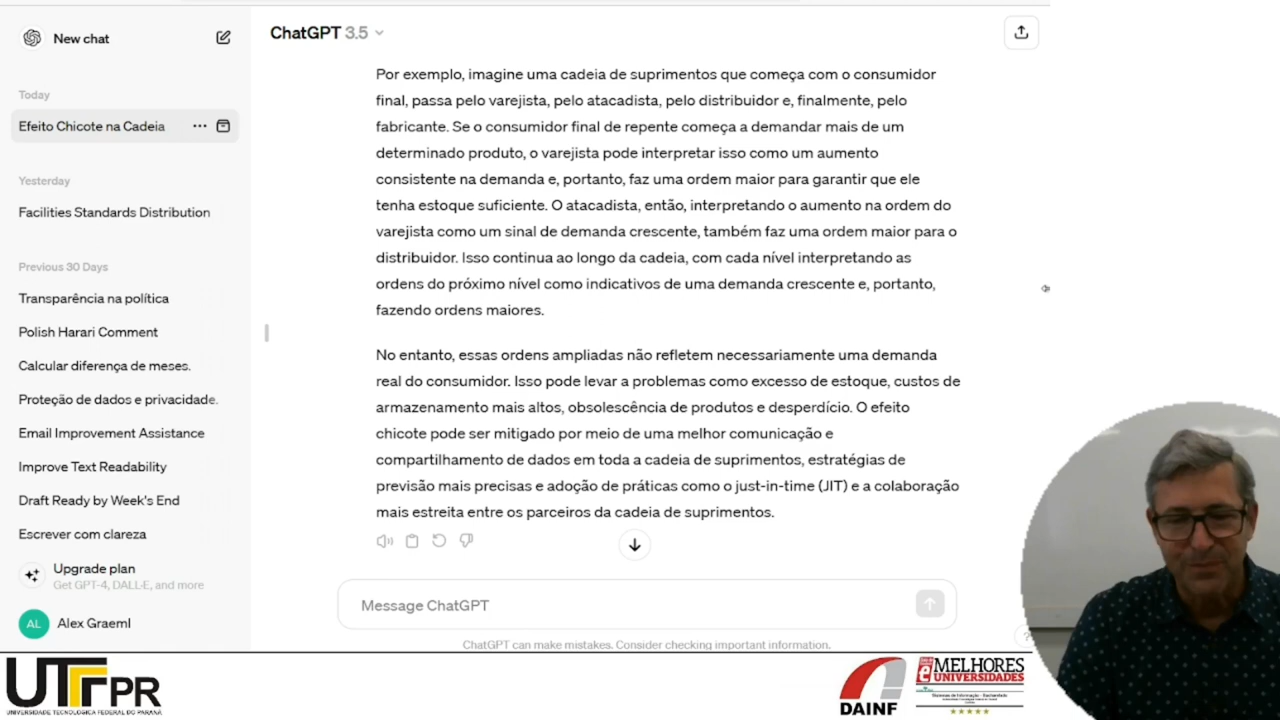 New chat
Today
Efeito Chicote na Cadeia
Yesterday
Facilities Standards Distribution
Previous 30 Days
Transparência na política
Polish Harari Comment
Calcular diferença de meses.
Proteção de dados e privacidade.
Email Improvement Assistance
Improve Text Readability
Draft Ready by Week's End
Escrever com clareza
Upgrade plan
Get GPT-4, DALL·E, and more
AL Alex Graeml
ChatGPT 3.5
Por exemplo, imagine uma cadeia de suprimentos que começa com o consumidor
final, passa pelo varejista, pelo atacadista, pelo distribuidor e, finalmente, pelo
fabricante. Se o consumidor final de repente começa a demandar mais de um
determinado produto, o varejista pode interpretar isso como um aumento
consistente na demanda e, portanto, faz uma ordem maior para garantir que ele
tenha estoque suficiente. O atacadista, então, interpretando o aumento na ordem do
varejista como um sinal de demanda crescente, também faz uma ordem maior para o
distribuidor. Isso continua ao longo da cadeia, com cada nível interpretando as
ordens do próximo nível como indicativos de uma demanda crescente e, portanto,
fazendo ordens maiores.
No entanto, essas ordens ampliadas não refletem necessariamente uma demanda
real do consumidor. Isso pode levar a problemas como excesso de estoque, custos de
armazenamento mais altos, obsolescência de produtos e desperdício. O efeito
chicote pode ser mitigado por meio de uma melhor comunicação e
compartilhamento de dados em toda a cadeia de suprimentos, estratégias de
previsão mais precisas e adoção de práticas como o just-in-time (JIT) e a colaboração
mais estreita entre os parceiros da cadeia de suprimentos.
Message ChatGPT
ChatGPT can make mistakes. Consider checking important information.
?
UTFPR
UNIVERSIDADE TECNOLÓGICA FEDERAL DO PARANÁ
DAINF
MELHORES
UNIVERSIDADES
Sistemas de Informação - Bacharelado